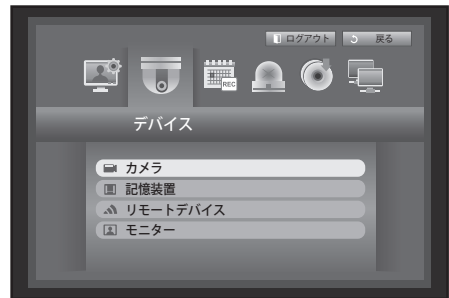 ログアウト 戻る
REC
デバイス
カメラ
記憶装置
リモートデバイス
モニター